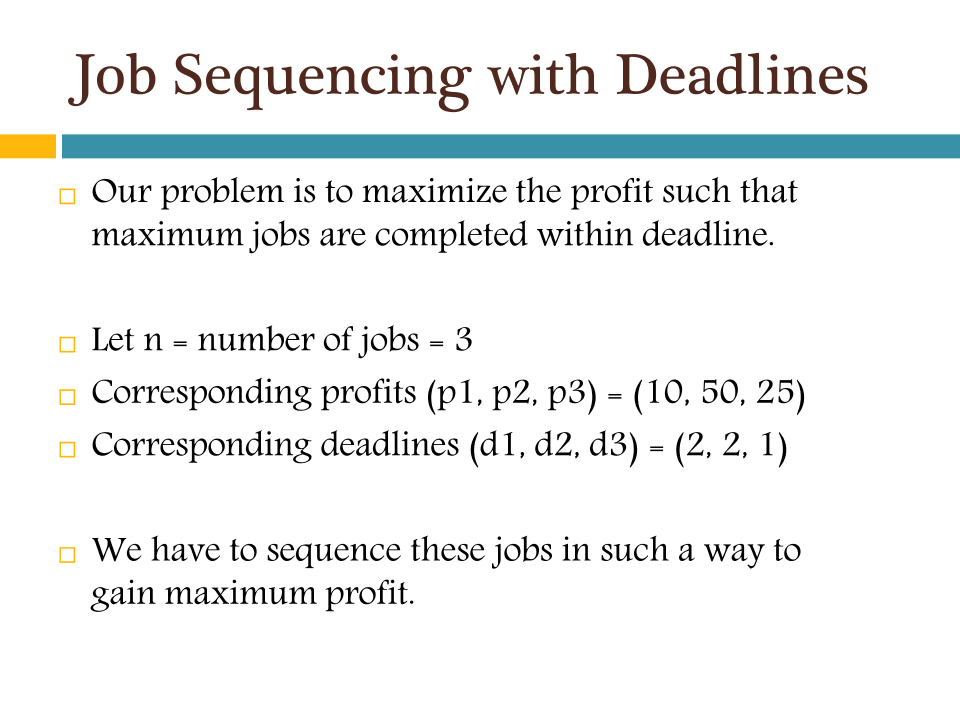 Job Sequencing with Deadlines
Our problem is to maximize the profit such that
maximum jobs are completed within deadline.
Let n = number of jobs = 3
Corresponding profits (p1, p2, p3) = (10, 50, 25)
Corresponding deadlines (d1, d2, d3) = (2, 2, 1)
We have to sequence these jobs in such a way to
gain maximum profit.